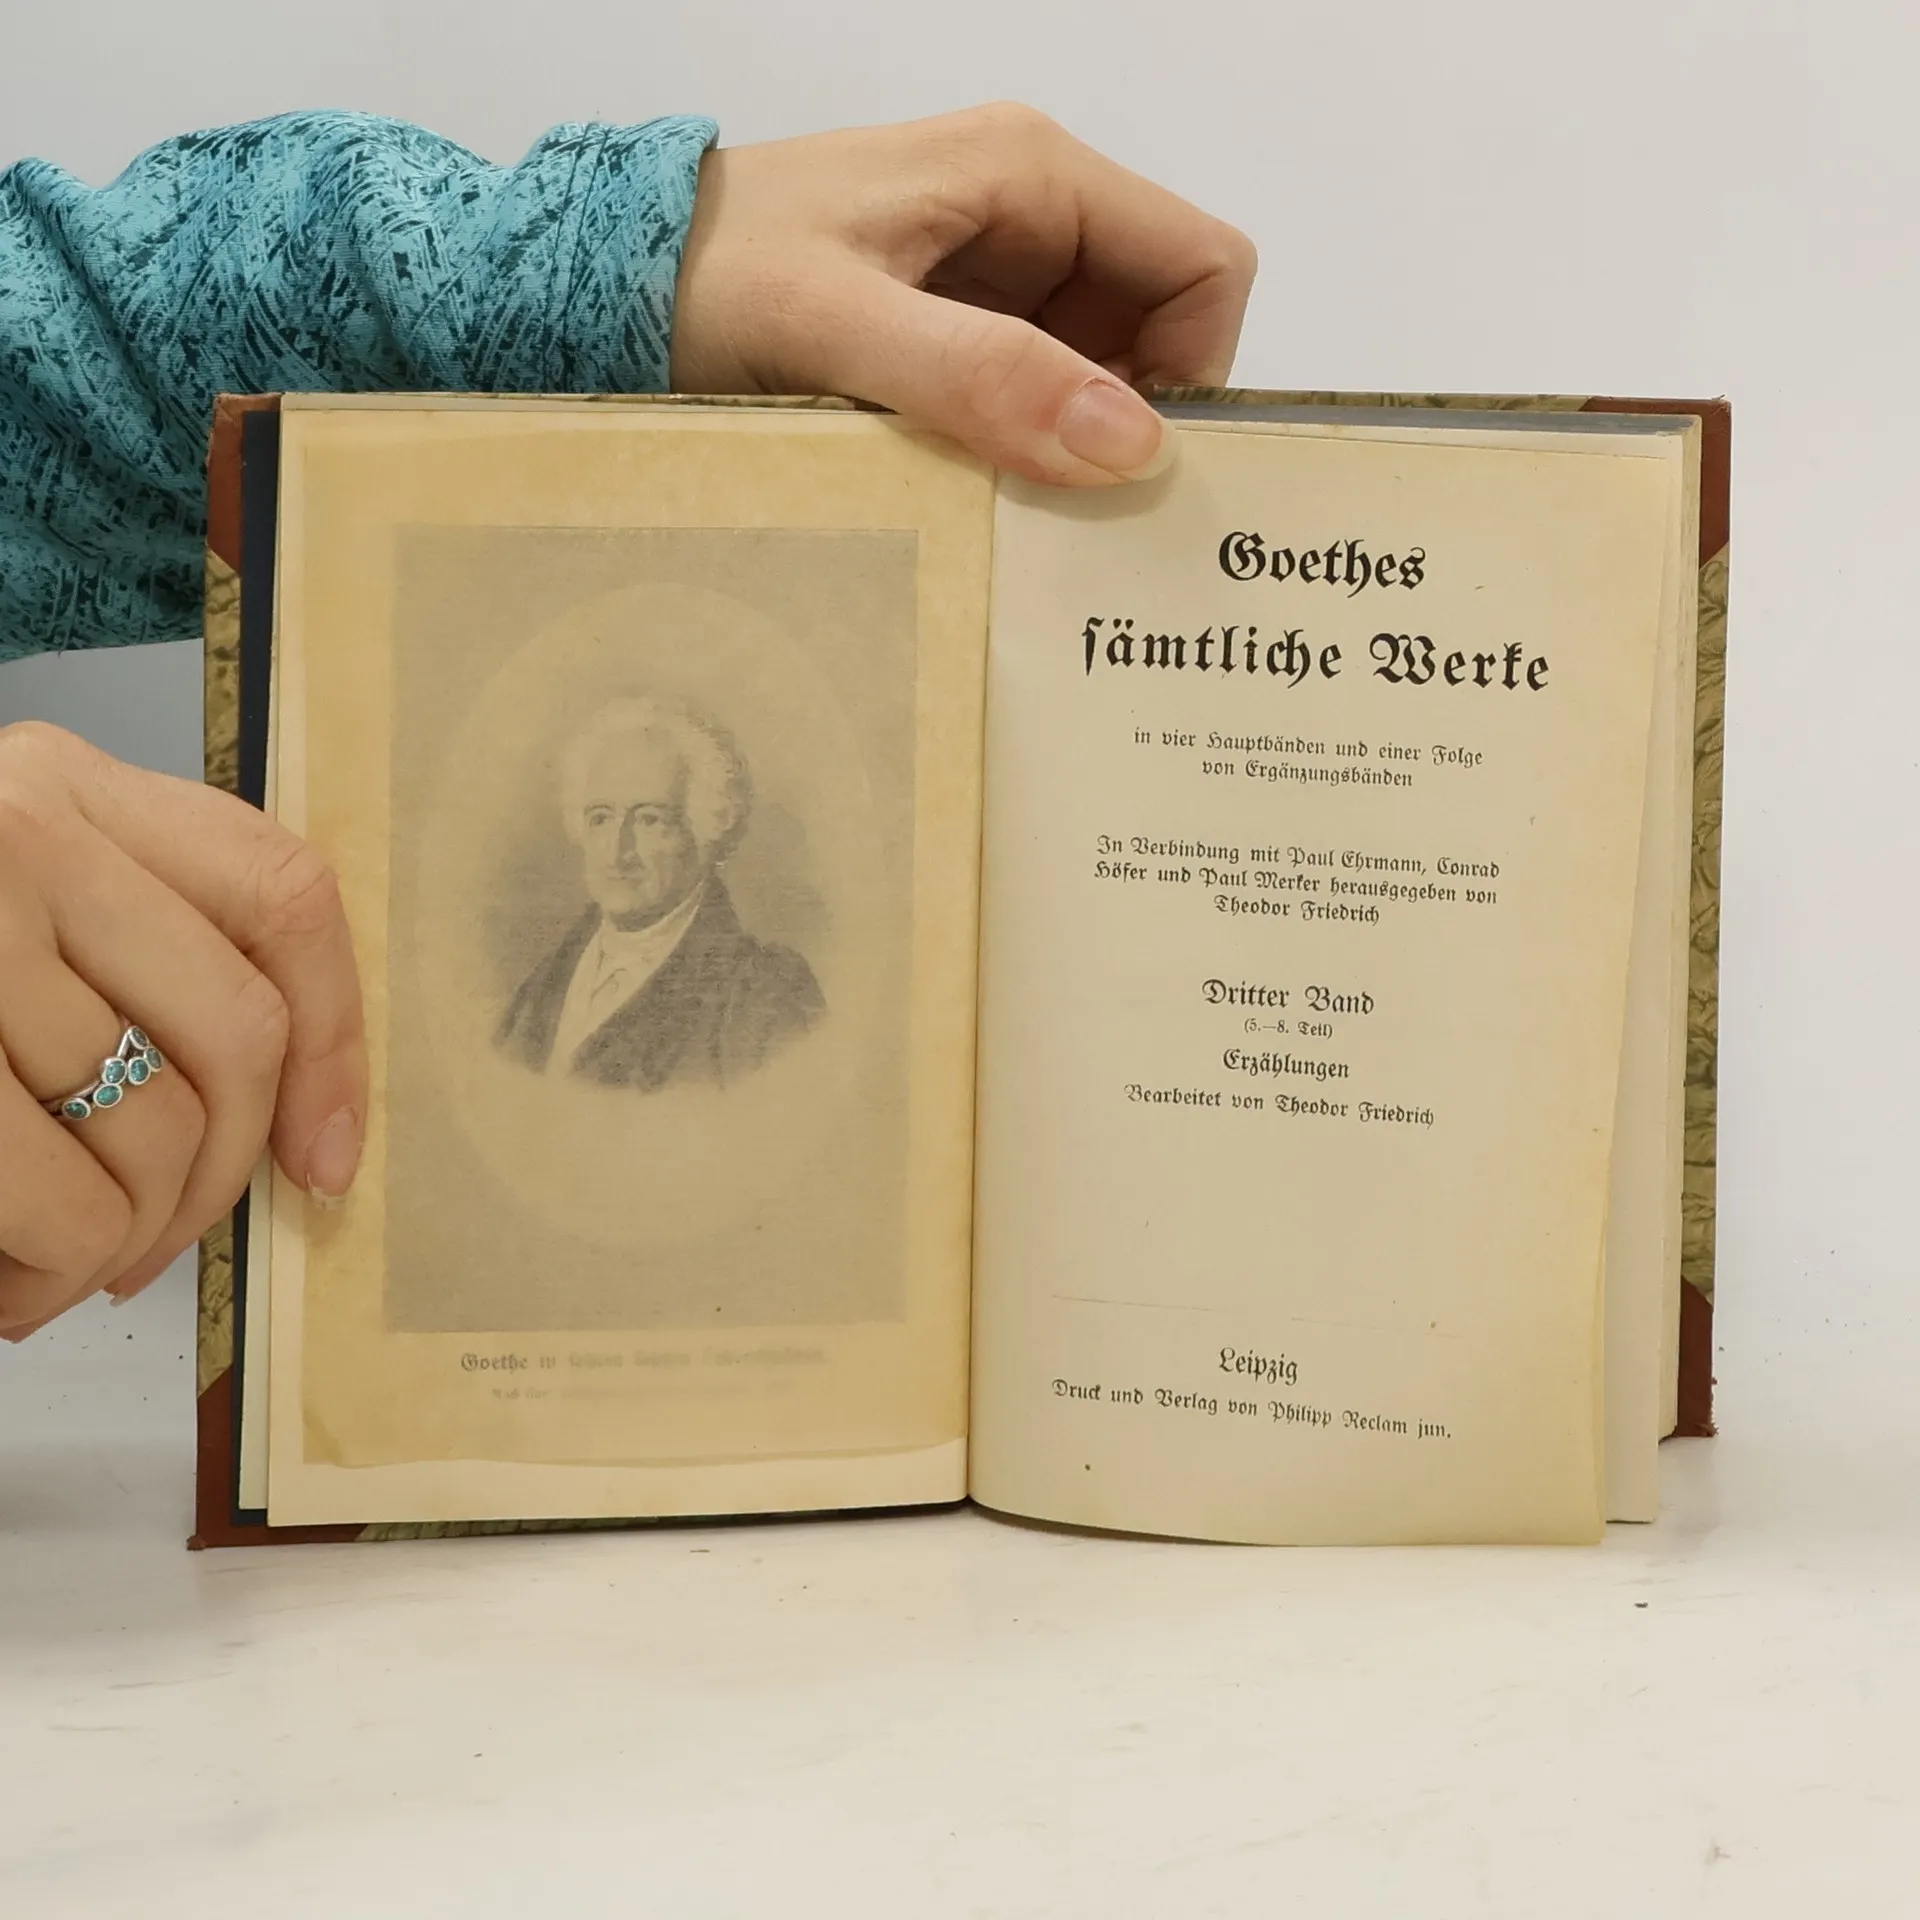 Goethes
sämtliche Werke
in vier Hauptbänden und einer Folge
von Ergänzungsbänden
In Verbindung mit Paul Ehrmann, Conrad
Höfer und Paul Merker herausgegeben von
Theodor Friedrich
Dritter Band
(5.—8. Teil)
Erzählungen
Bearbeitet von Theodor Friedrich
Leipzig
Druck und Verlag von Philipp Reclam jun.
Goethe in